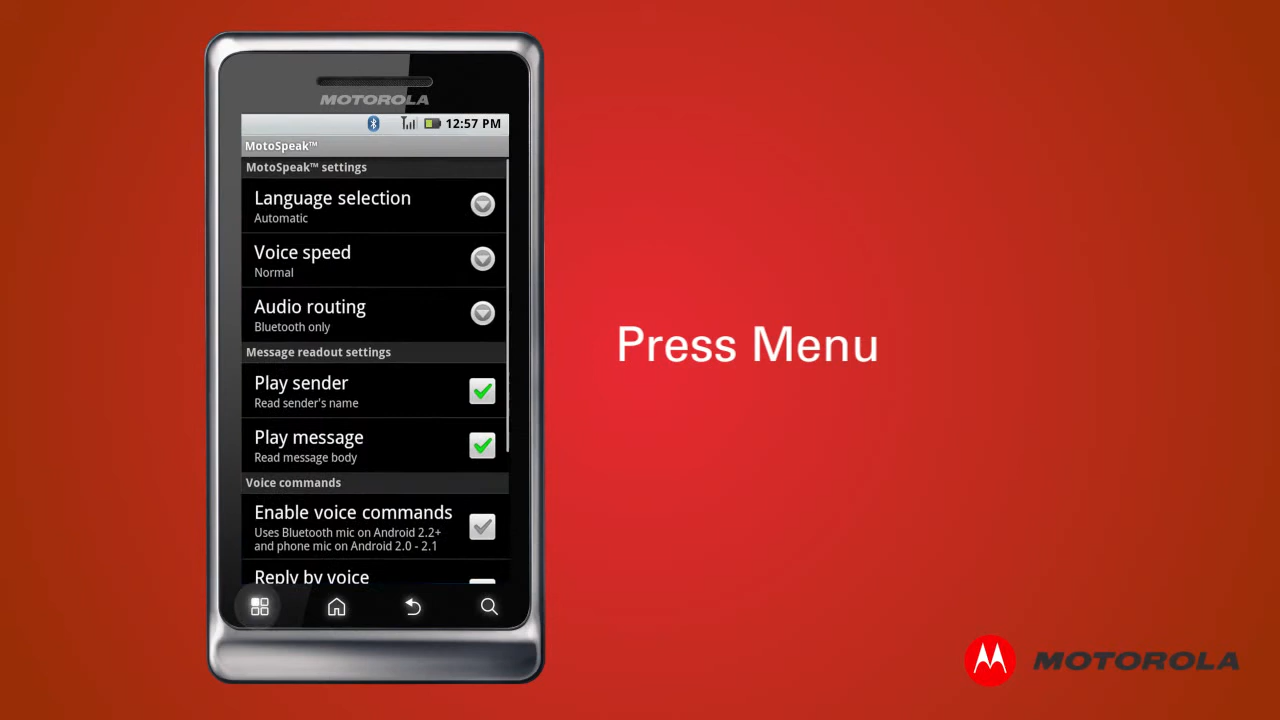 MOTOROLA
12:57 PM
MotoSpeak™
MotoSpeak™ settings
Language selection
Automatic
Voice speed
Normal
Audio routing
Bluetooth only
Message readout settings
Play sender
Read sender's name
Play message
Read message body
Voice commands
Enable voice commands
Uses Bluetooth mic on Android 2.2+
and phone mic on Android 2.0 - 2.1
Reply by voice
Press Menu
MOTOROLA